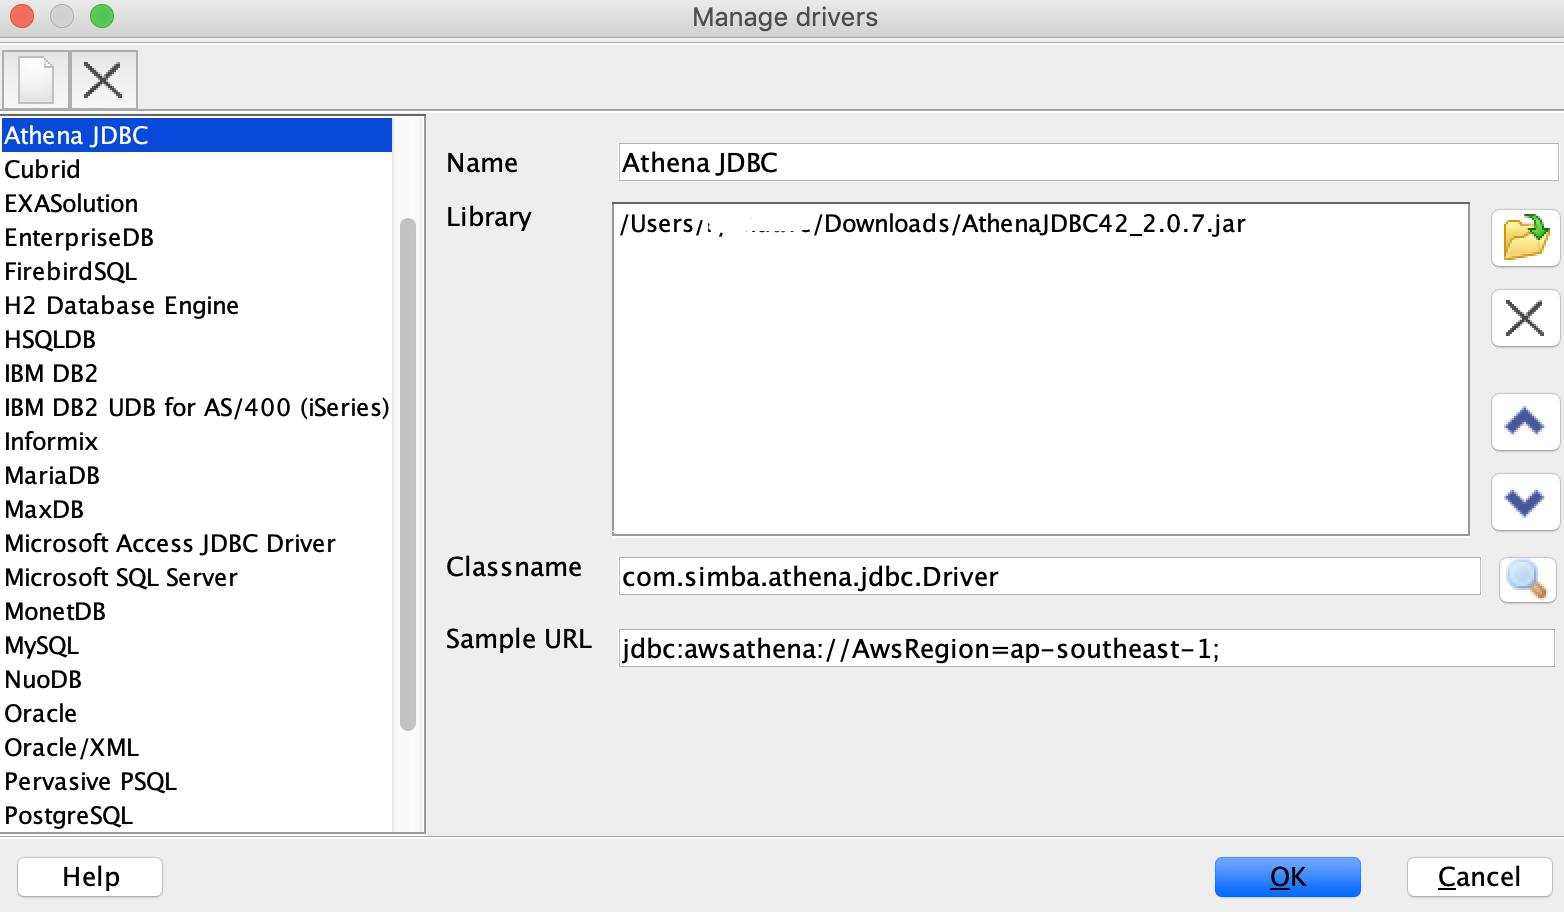 Manage drivers
Athena JDBC
Cubrid
EXASolution
EnterpriseDB
FirebirdSQL
H2 Database Engine
HSQLDB
IBM DB2
IBM DB2 UDB for AS/400 (iSeries)
Informix
MariaDB
MaxDB
Microsoft Access JDBC Driver
Microsoft SQL Server
MonetDB
MySQL
NuoDB
Oracle
Oracle/XML
Pervasive PSQL
PostgreSQL
Name
Athena JDBC
Library
/Users/ /Downloads/AthenaJDBC42_2.0.7.jar
Classname
com.simba.athena.jdbc.Driver
Sample URL
jdbc:awsathena://AwsRegion=ap-southeast-1;
Help
OK
Cancel